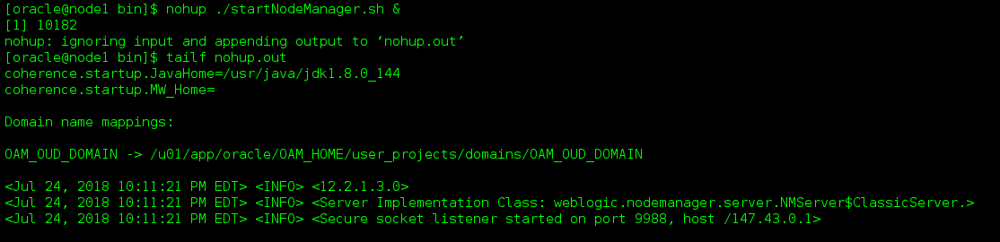 [oracle@node1 bin]$ nohup ./startNodeManager.sh &
[1] 10182
nohup: ignoring input and appending output to ‘nohup.out’
[oracle@node1 bin]$ tailf nohup.out
coherence.startup.JavaHome=/usr/java/jdk1.8.0_144
coherence.startup.MW_Home=
Domain name mappings:
OAM_OUD_DOMAIN -> /u01/app/oracle/OAM_HOME/user_projects/domains/OAM_OUD_DOMAIN
<Jul 24, 2018 10:11:21 PM EDT> <INFO> <12.2.1.3.0>
<Jul 24, 2018 10:11:21 PM EDT> <INFO> <Server Implementation Class: weblogic.nodemanager.server.NMServer$ClassicServer.>
<Jul 24, 2018 10:11:21 PM EDT> <INFO> <Secure socket listener started on port 9988, host /147.43.0.1>